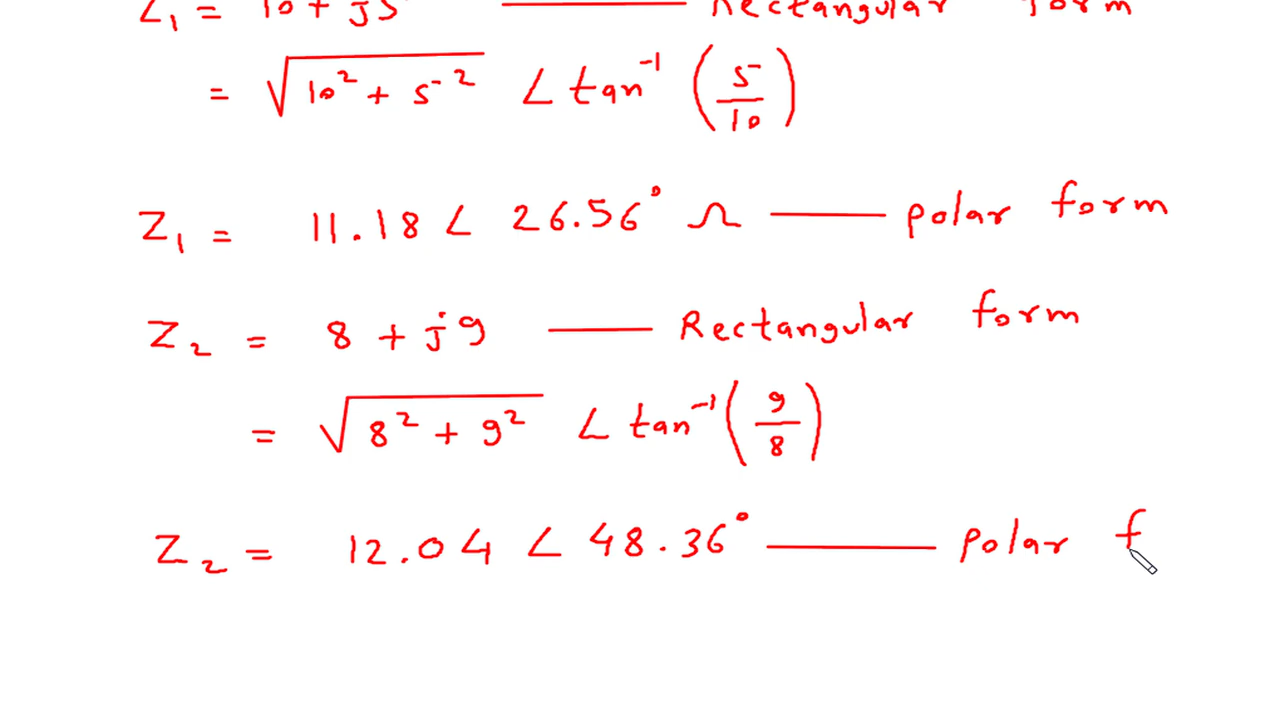 Z₁ = 10 + j5 —— Rectangular form
= √(10² + 5²) ∠ tan⁻¹ (5/10)
Z₁ = 11.18 ∠ 26.56° Ω —— polar form
Z₂ = 8 + j9 —— Rectangular form
= √(8² + 9²) ∠ tan⁻¹ (9/8)
Z₂ = 12.04 ∠ 48.36° —— polar f